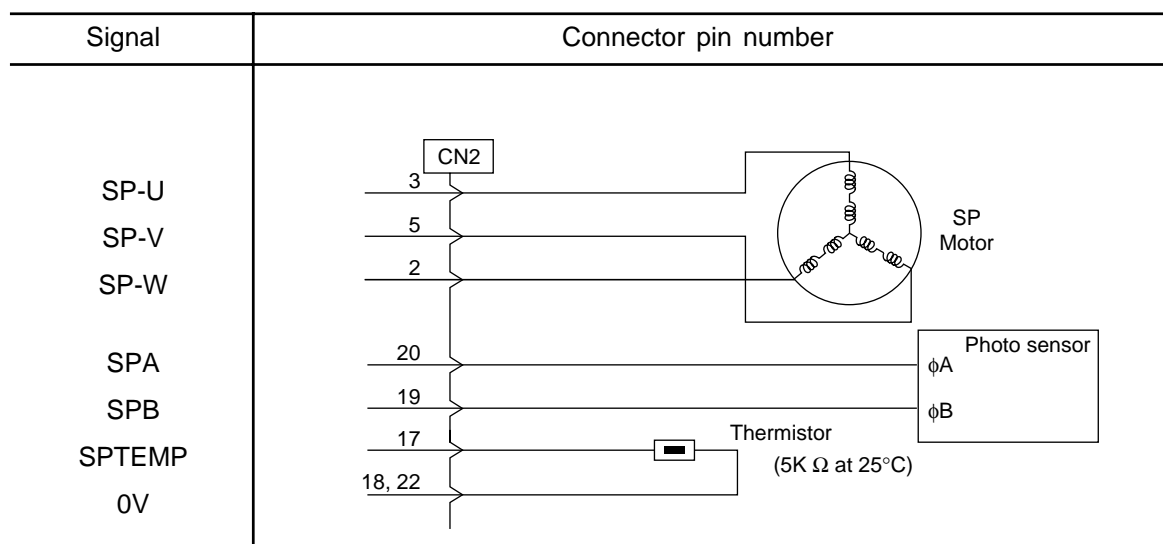 Signal Connector pin number
CN2
SP-U 3
SP-V 5
SP Motor
SP-W 2
SPA 20
Photo sensor
ϕA
SPB 19
ϕB
SPTEMP 17
Thermistor
(5K Ω at 25°C)
0V 18, 22